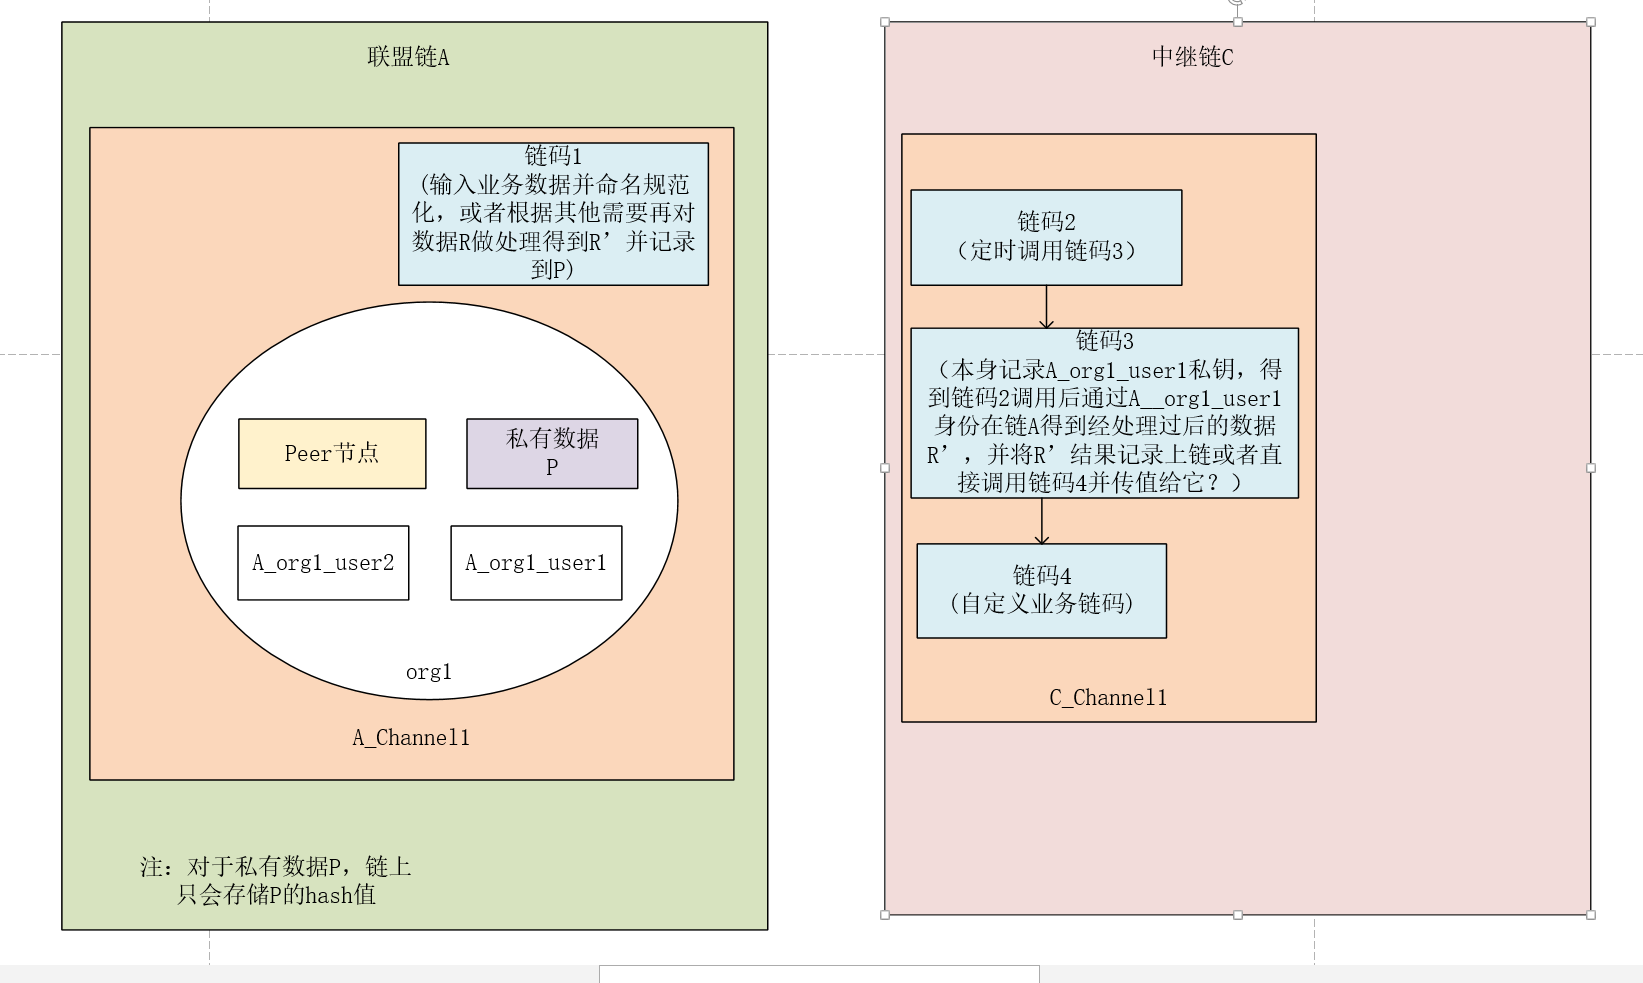 联盟链A
链码1
(输入业务数据并命名规范
化，或者根据其他需要再对
数据R做处理得到R’并记录
到P)
Peer节点
私有数据
P
A_org1_user2
A_org1_user1
org1
A_Channel1
注：对于私有数据P，链上
只会存储P的hash值
中继链C
链码2
（定时调用链码3）
链码3
（本身记录A_org1_user1私钥，得
到链码2调用后通过A__org1_user1
身份在链A得到经处理过后的数据
R’，并将R’结果记录上链或者直
接调用链码4并传值给它？）
链码4
(自定义业务链码)
C_Channel1